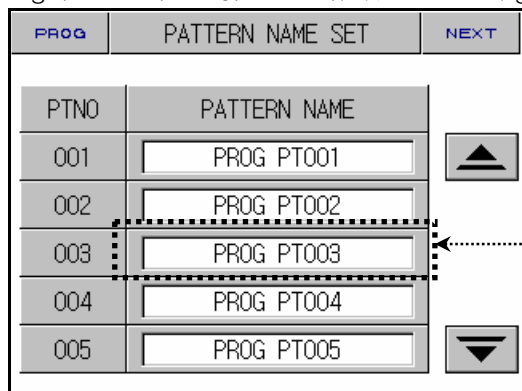 PROG PATTERN NAME SET NEXT
PTNO PATTERN NAME
001 PROG PT001
002 PROG PT002
003 PROG PT003
004 PROG PT004
005 PROG PT005